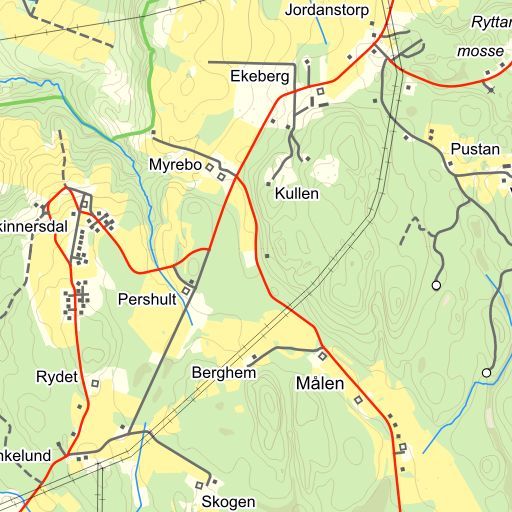 Jordanstorp
Ryttar
mosse
Ekeberg
Pustan
Myrebo
Kullen
kinnersdal
Pershult
Berghem
Målen
Rydet
nkelund
Skogen